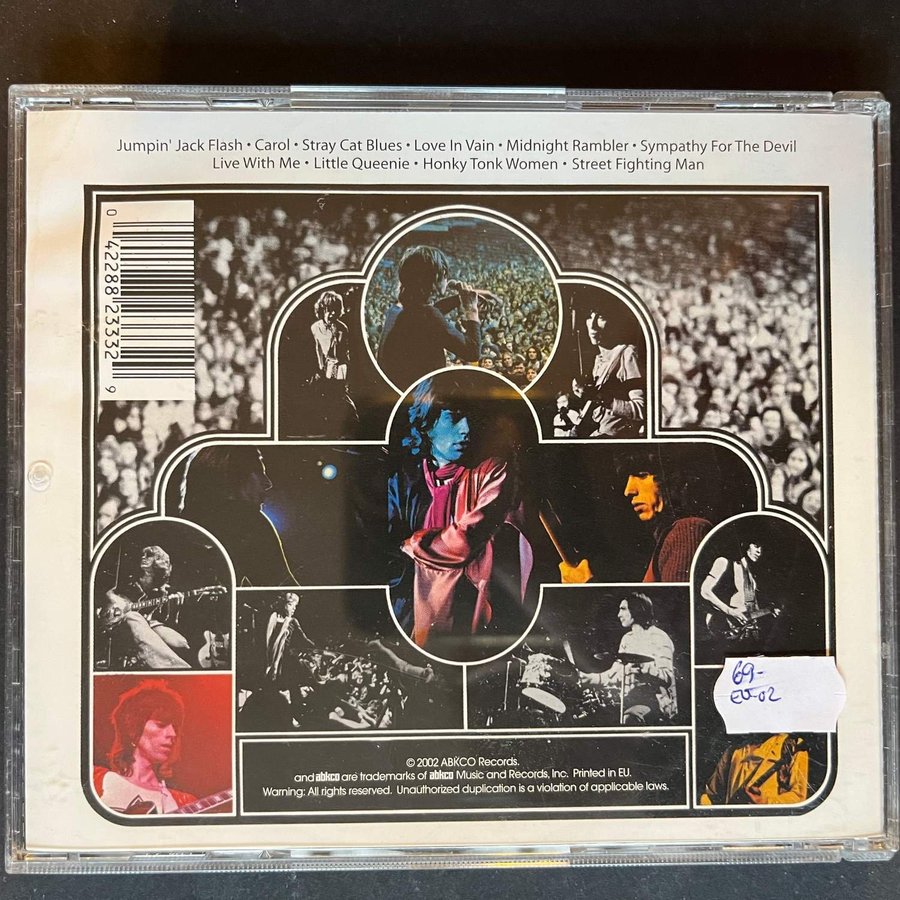 Jumpin' Jack Flash • Carol • Stray Cat Blues • Love In Vain • Midnight Rambler • Sympathy For The Devil
Live With Me • Little Queenie • Honky Tonk Women • Street Fighting Man
0 42288 23332 9
69-
EU-02
© 2002 ABKCO Records.
and abkco are trademarks of abkco Music and Records, Inc. Printed in EU.
Warning: All rights reserved. Unauthorized duplication is a violation of applicable laws.